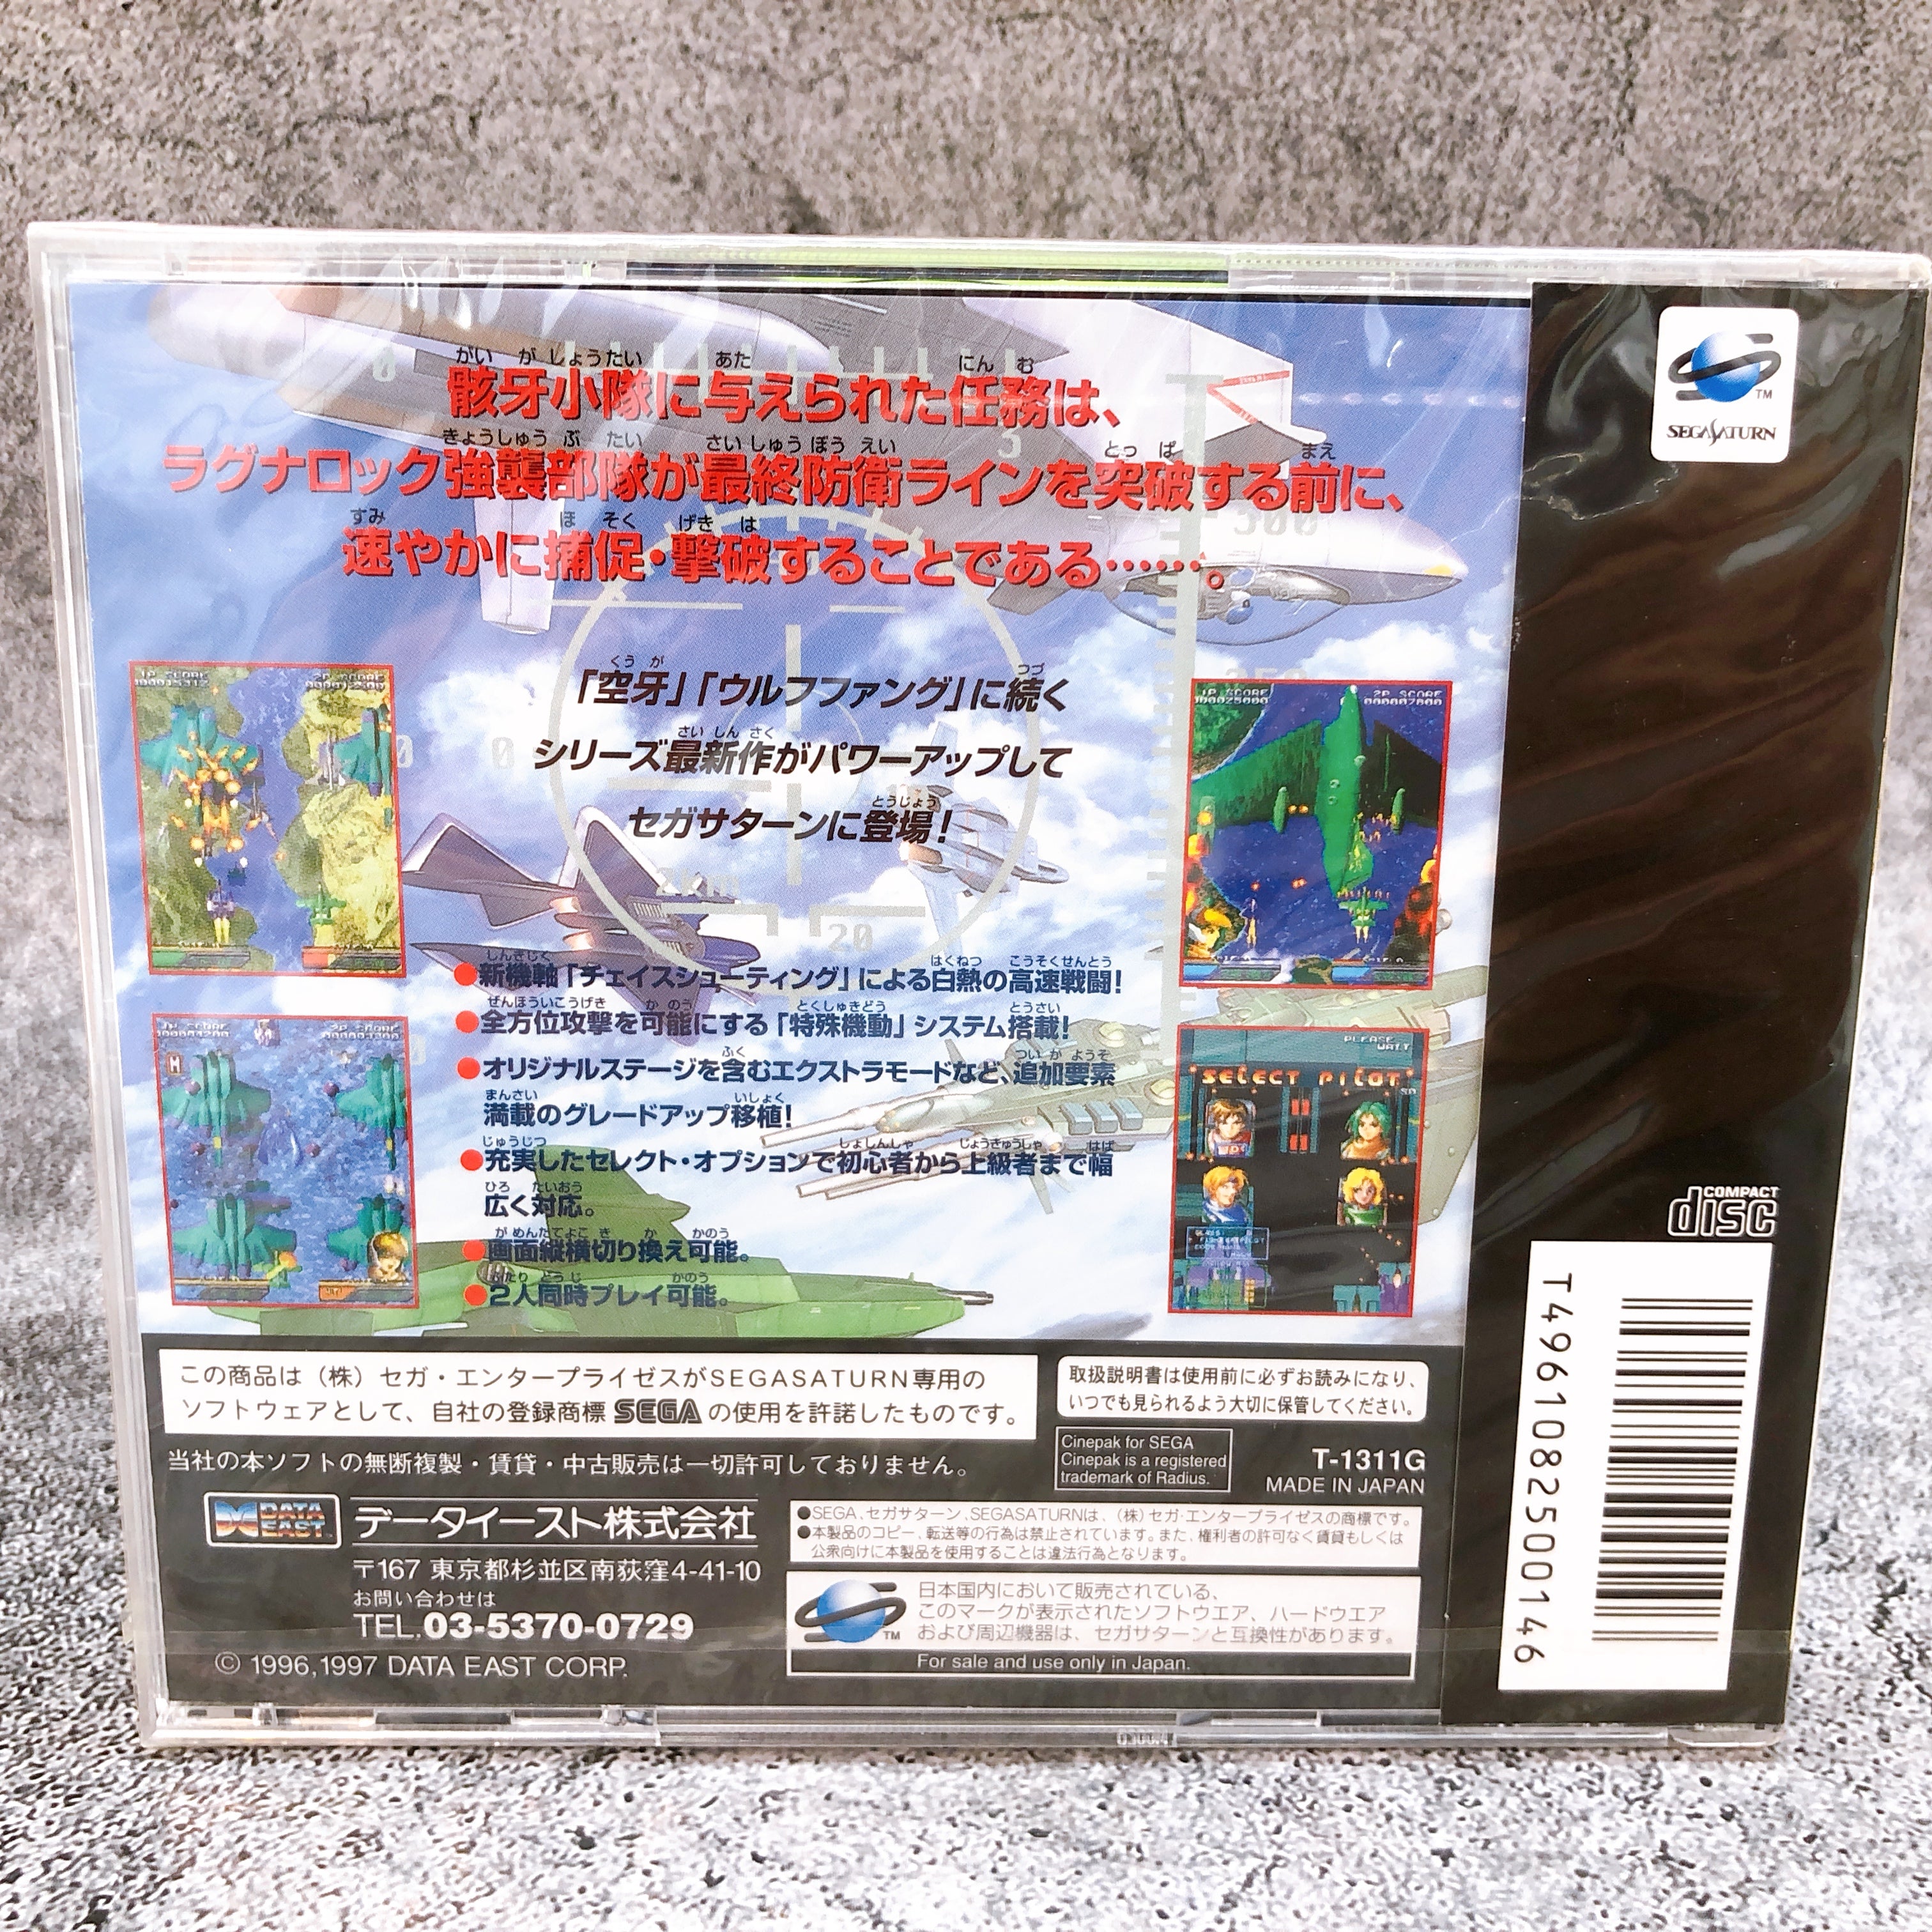 骸牙小隊に与えられた任務は、
ラグナロック強襲部隊が最終防衛ラインを突破する前に、
速やかに捕促・撃破することである……。
「空牙」「ウルフファング」に続く
シリーズ最新作がパワーアップして
セガサターンに登場!
●新機軸「チェイスシューティング」による白熱の高速戦闘!
●全方位攻撃を可能にする「特殊機動」システム搭載!
●オリジナルステージを含むエクストラモードなど、追加要素
満載のグレードアップ移植!
●充実したセレクト・オプションで初心者から上級者まで幅
広く対応。
●画面縦横切り換え可能。
●2人同時プレイ可能。
1P SCORE
2P SCORE
PLEASE
WAIT
SELECT PILOT
この商品は(株)セガ・エンタープライゼスがSEGASATURN専用の
ソフトウェアとして、自社の登録商標 SEGA の使用を許諾したものです。
取扱説明書は使用前に必ずお読みになり、
いつでも見られるよう大切に保管してください。
当社の本ソフトの無断複製・賃貸・中古販売は一切許可しておりません。
Cinepak for SEGA
Cinepak is a registered
trademark of Radius.
T-1311G
MADE IN JAPAN
DATA
EAST
データイースト株式会社
〒167 東京都杉並区南荻窪4-41-10
お問い合わせは
TEL.03-5370-0729
© 1996,1997 DATA EAST CORP.
●SEGA、セガサターン、SEGASATURNは、(株)セガ・エンタープライゼスの商標です。
●本製品のコピー、転送等の行為は禁止されています。また、権利者の許可なく賃貸もしくは
公衆向けに本製品を使用することは違法行為となります。
日本国内において販売されている、
このマークが表示されたソフトウエア、ハードウエア
および周辺機器は、セガサターンと互換性があります。
TM
For sale and use only in Japan.
TM
SEGA SATURN
COMPACT
disc
T4961082500146